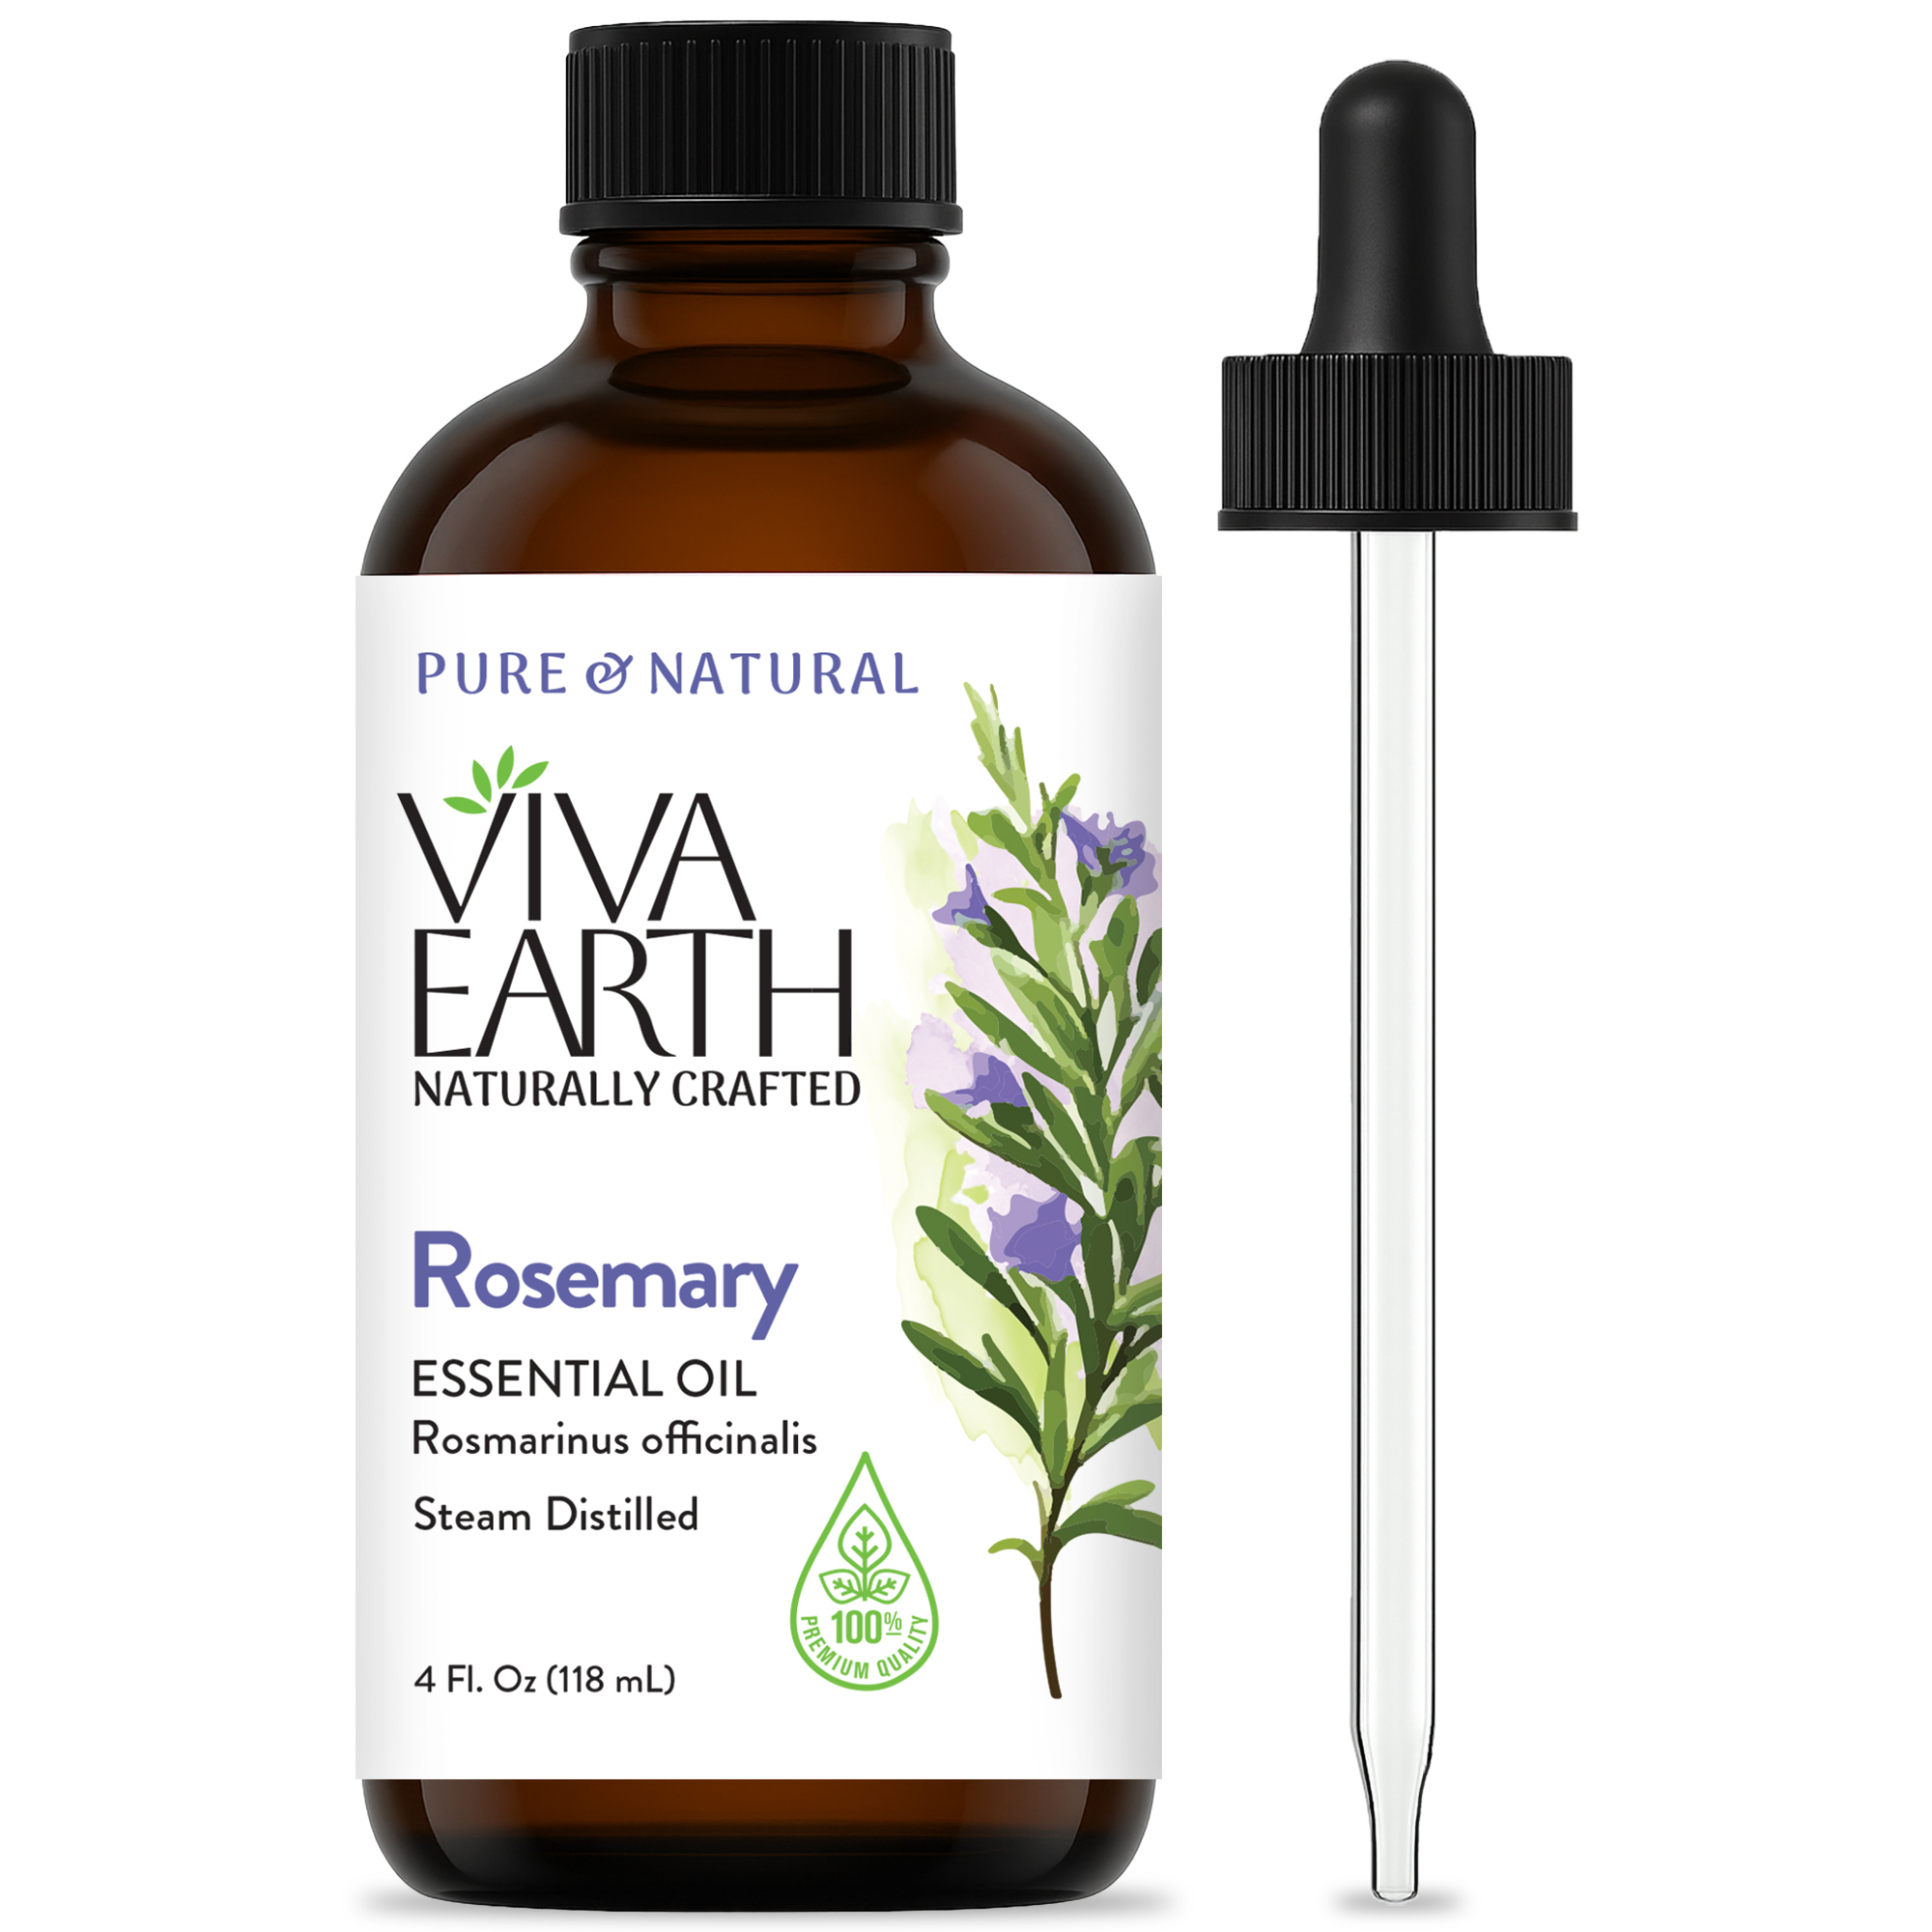 PURE & NATURAL
VIVA
EARTH
NATURALLY CRAFTED
Rosemary
ESSENTIAL OIL
Rosmarinus officinalis
Steam Distilled
100%
PREMIUM QUALITY
4 Fl. Oz (118 mL)